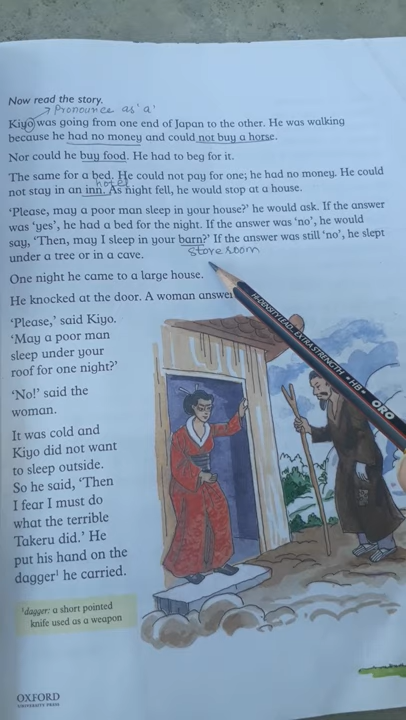 Now read the story.
Pronounce as 'a'
Kiyo was going from one end of Japan to the other. He was walking
because he had no money and could not buy a horse.
Nor could he buy food. He had to beg for it.
The same for a bed. He could not pay for one; he had no money. He could
hotel
not stay in an inn. As night fell, he would stop at a house.
'Please, may a poor man sleep in your house?' he would ask. If the answer
was 'yes', he had a bed for the night. If the answer was 'no', he would
say, 'Then, may I sleep in your barn?' If the answer was still 'no', he slept
under a tree or in a cave.
store room
One night he came to a large house.
He knocked at the door. A woman answe
'Please,' said Kiyo.
'May a poor man
sleep under your
roof for one night?'
'No!' said the
woman.
It was cold and
Kiyo did not want
to sleep outside.
So he said, 'Then
I fear I must do
what the terrible
Takeru did.' He
put his hand on the
dagger¹ he carried.
¹dagger: a short pointed
knife used as a weapon
OXFORD
UNIVERSITY PRESS
HI-DENSITY LEAD, EXTRA STRENGTH • HB • ORO